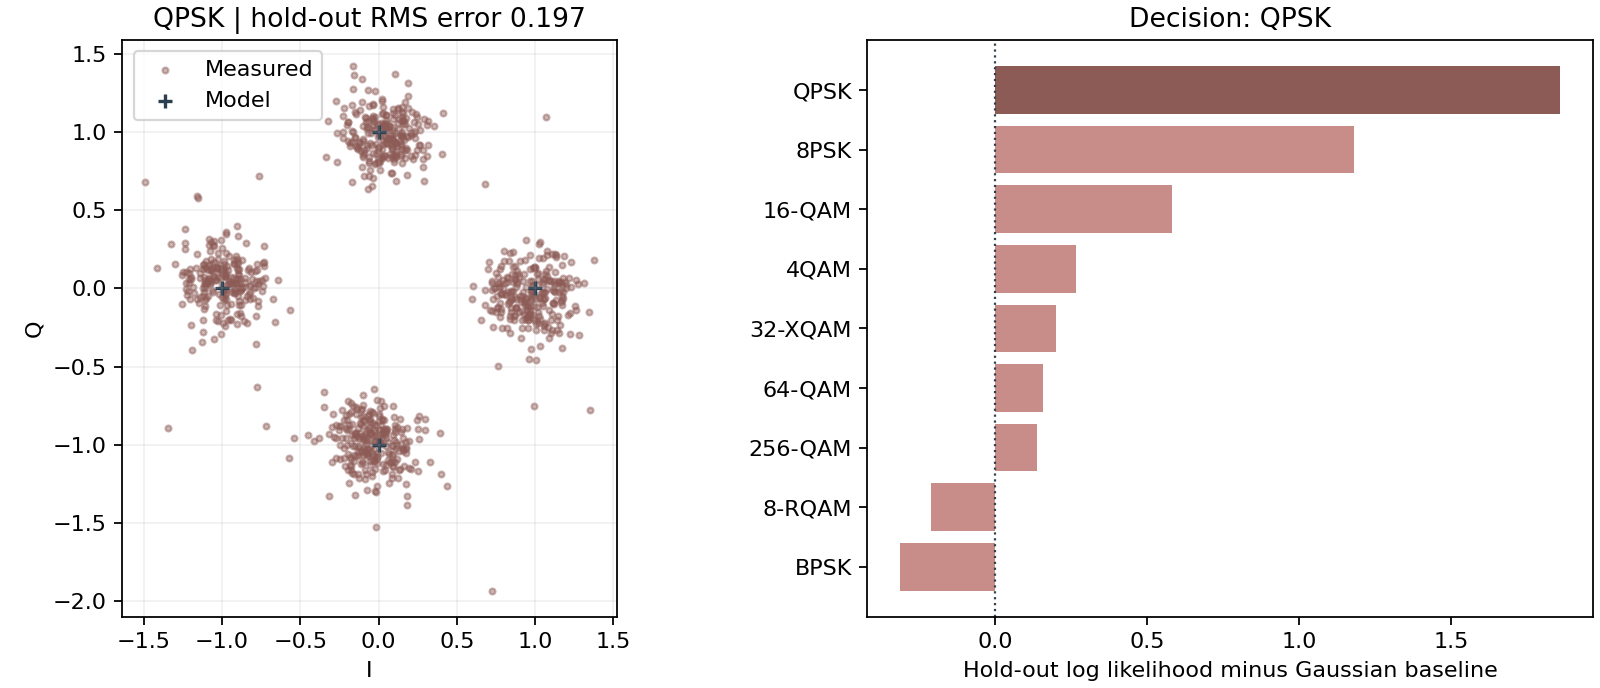 QPSK | hold-out RMS error 0.197
Measured
Model
1.5
1.0
0.5
0.0
−0.5
−1.0
−1.5
−2.0
Q
−1.5
−1.0
−0.5
0.0
0.5
1.0
1.5
I
Decision: QPSK
QPSK
8PSK
16-QAM
4QAM
32-XQAM
64-QAM
256-QAM
8-RQAM
BPSK
0.0
0.5
1.0
1.5
Hold-out log likelihood minus Gaussian baseline